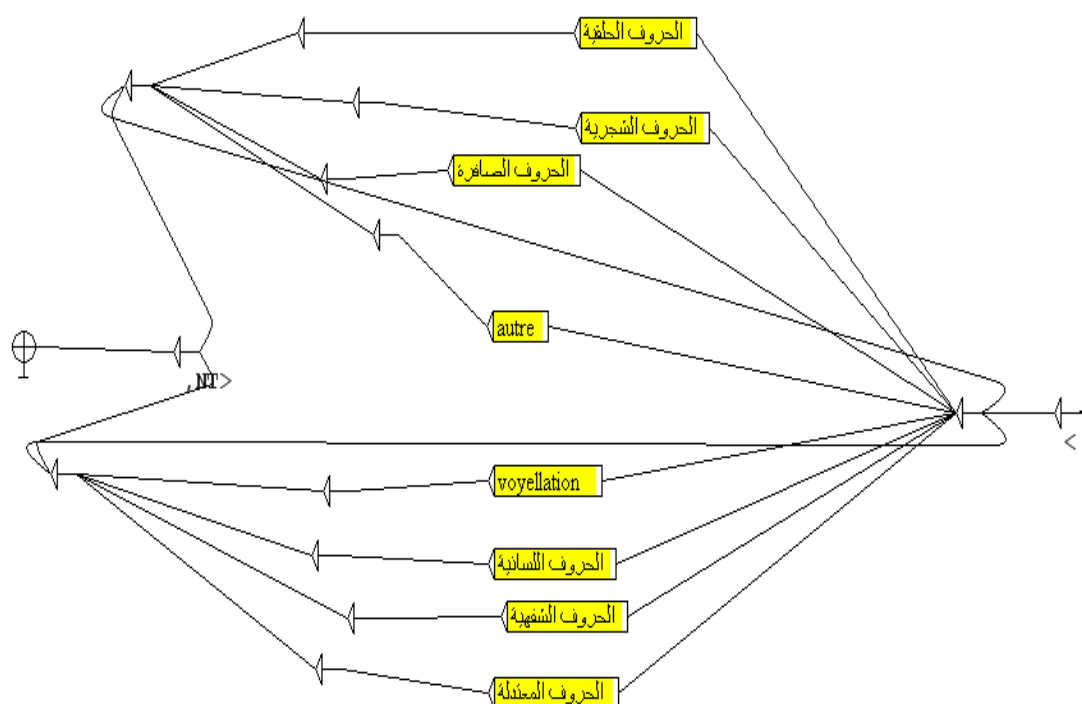 الحروف الحلقية
الحروف الشجرية
الحروف الصافرة
autre
,NT>
<
voyellation
الحروف اللسانية
الحروف الشفهية
الحروف المعتدلة